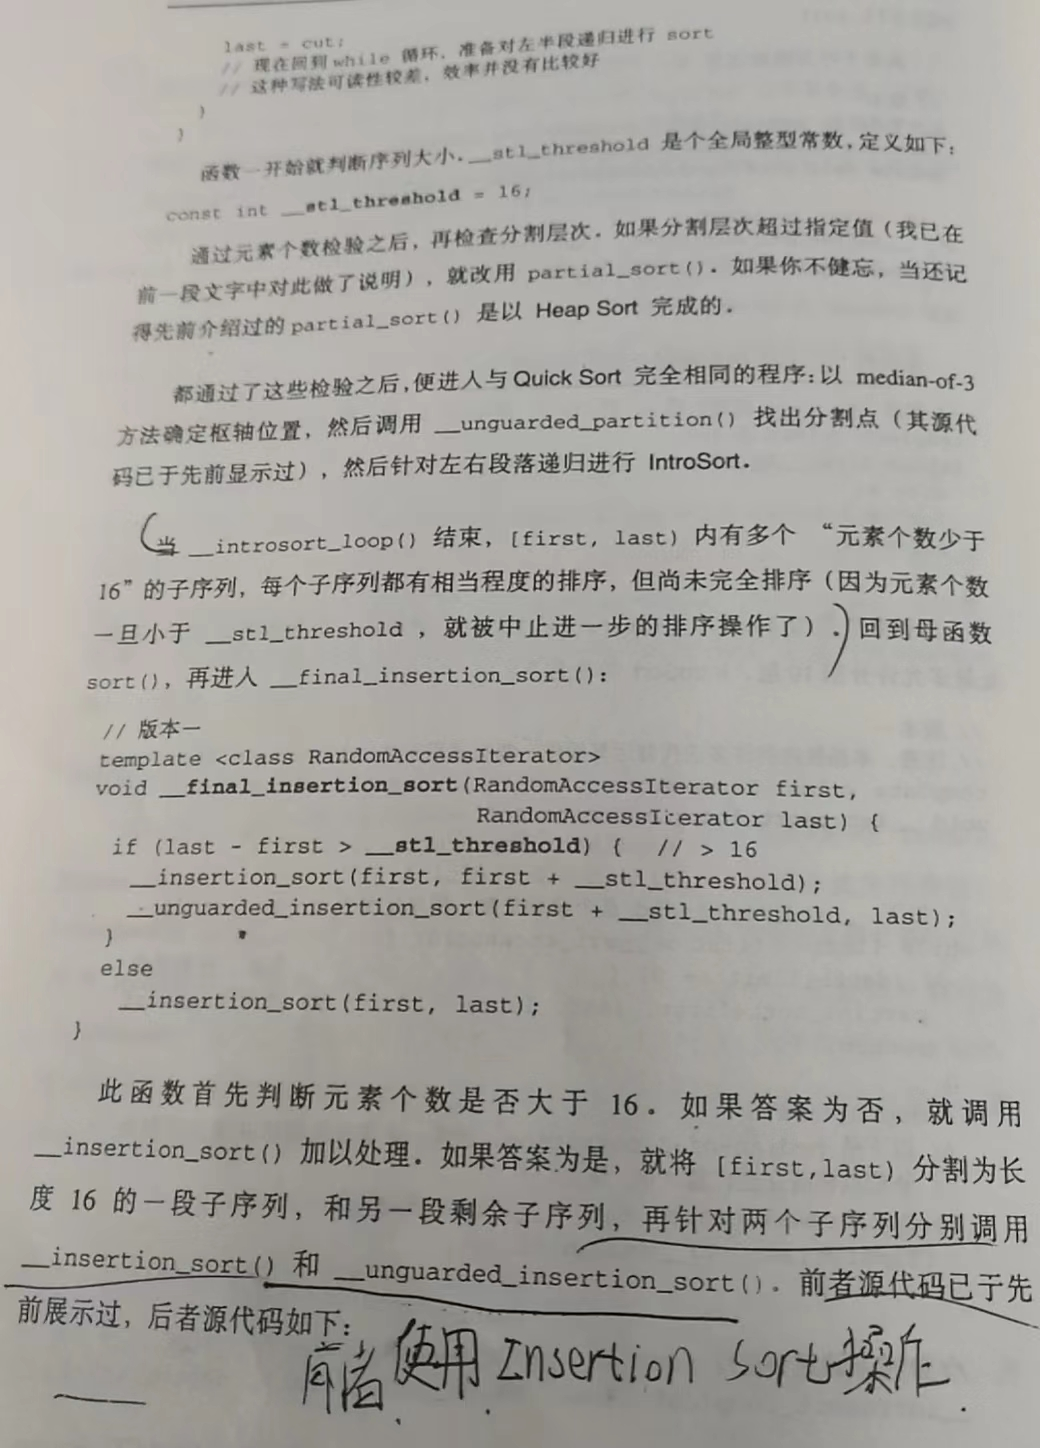 last = cut;
// 现在回到 while 循环，准备对左半段递归进行 sort
// 这种写法可读性较差，效率并没有比较好
}
}
函数一开始就判断序列大小．__stl_threshold 是个全局整型常数，定义如下：
const int __stl_threshold = 16;
通过元素个数检验之后，再检查分割层次．如果分割层次超过指定值（我已在
前一段文字中对此做了说明），就改用 partial_sort()．如果你不健忘，当还记
得先前介绍过的 partial_sort() 是以 Heap Sort 完成的．
都通过了这些检验之后，便进入与 Quick Sort 完全相同的程序：以 median-of-3
方法确定枢轴位置，然后调用 __unguarded_partition() 找出分割点（其源代
码已于先前显示过），然后针对左右段落递归进行 IntroSort．
当 __introsort_loop() 结束，[first, last) 内有多个 “元素个数少于
16”的子序列，每个子序列都有相当程度的排序，但尚未完全排序（因为元素个数
一旦小于 __stl_threshold ，就被中止进一步的排序操作了）．回到母函数
sort()，再进入 __final_insertion_sort()：
// 版本一
template <class RandomAccessIterator>
void __final_insertion_sort(RandomAccessIterator first,
RandomAccessIterator last) {
if (last - first > __stl_threshold) { // > 16
__insertion_sort(first, first + __stl_threshold);
__unguarded_insertion_sort(first + __stl_threshold, last);
}
else
__insertion_sort(first, last);
}
此函数首先判断元素个数是否大于 16．如果答案为否，就调用
__insertion_sort() 加以处理．如果答案为是，就将 [first,last) 分割为长
度 16 的一段子序列，和另一段剩余子序列，再针对两个子序列分别调用
__insertion_sort() 和 __unguarded_insertion_sort()．前者源代码已于先
前展示过，后者源代码如下：
前者使用 Insertion Sort操作.